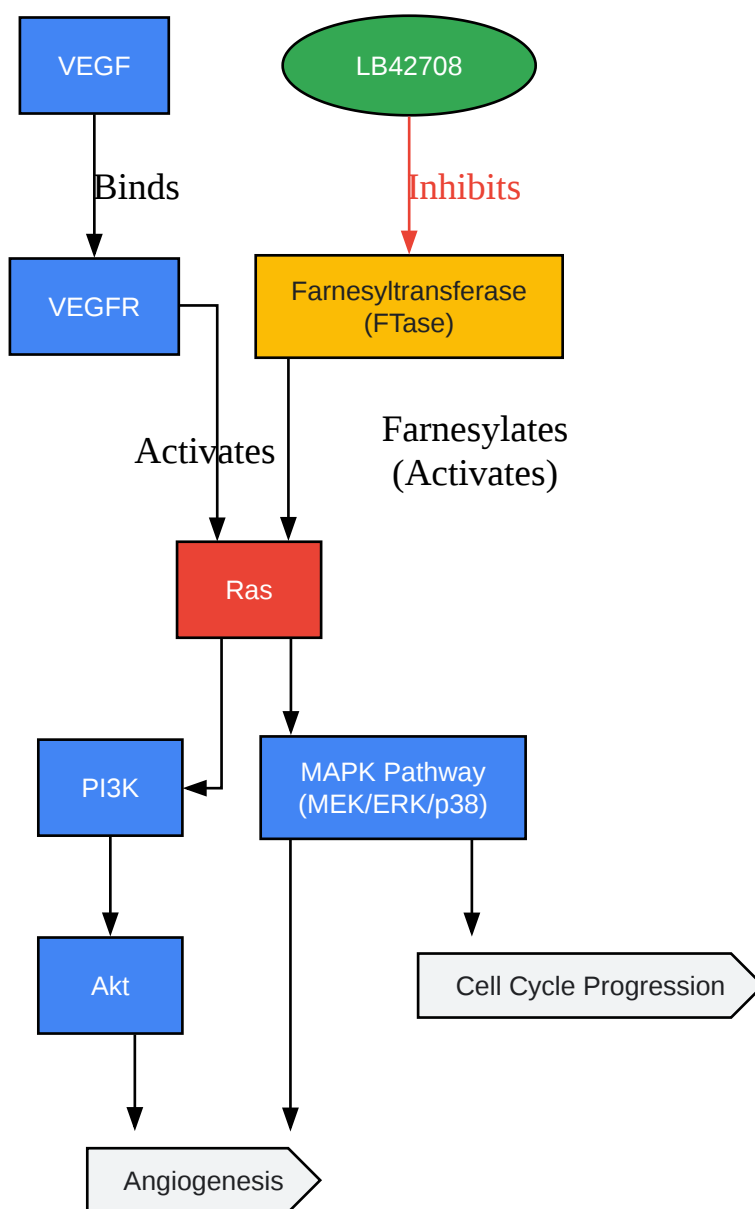 VEGF
LB42708
Binds
Inhibits
VEGFR
Farnesyltransferase
(FTase)
Activates
Farnesylates
(Activates)
Ras
PI3K
MAPK Pathway
(MEK/ERK/p38)
Akt
Cell Cycle Progression
Angiogenesis